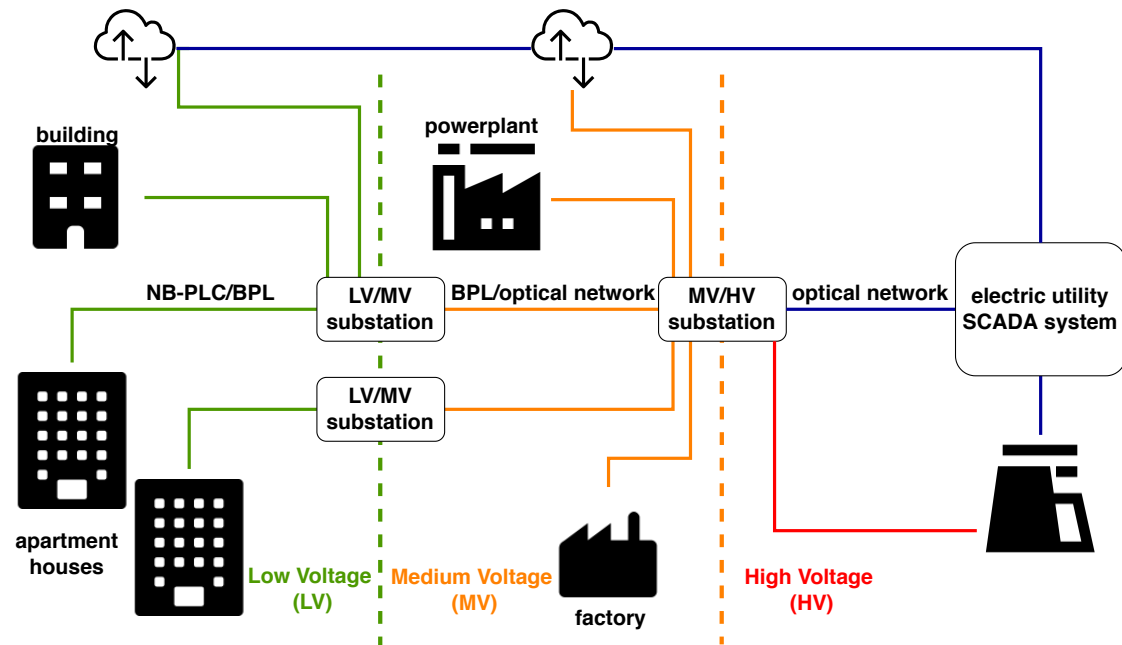 building
powerplant
NB-PLC/BPL
LV/MV
substation
BPL/optical network
MV/HV
substation
optical network
electric utility
SCADA system
LV/MV
substation
apartment
houses
Low Voltage
(LV)
Medium Voltage
(MV)
factory
High Voltage
(HV)